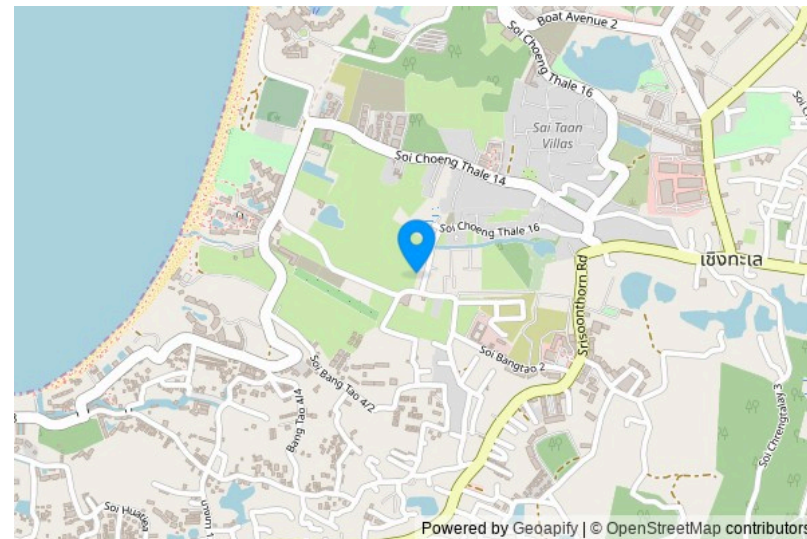 Boat Avenue 2
Soi Choeng Thale 16
Sai Taan
Villas
Soi Choeng Thale 14
Soi Choeng Thale 16
เชิงทะเล
Srisoonthorn Rd
Soi Bangtao 2
Soi Bang Tao 4/2
Bang Tao 4/4
Soi Chrengtalay 3
Powered by Geoapify | © OpenStreetMap contributors